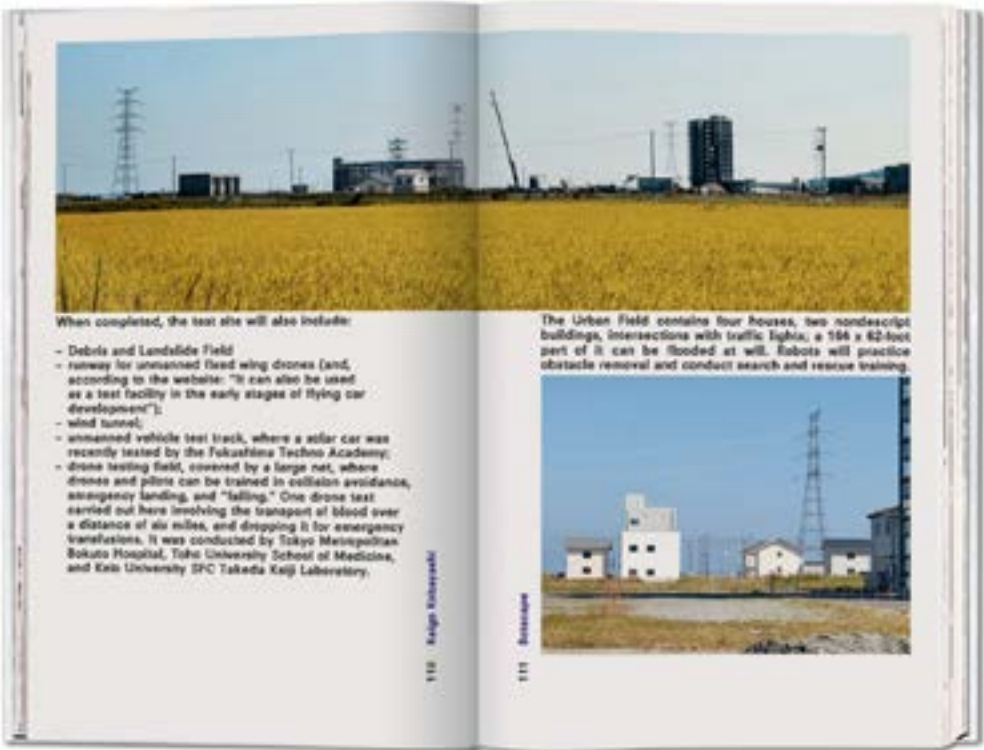 When completed, the test site will also include:
– Debris and Landslide Field
– runway for unmanned fixed wing drones (and,
according to the website: "It can also be used
as a test facility in the early stages of flying car
development");
– wind tunnel;
– unmanned vehicle test track, where a solar car was
recently tested by the Fukushima Techno Academy;
– drone testing field, covered by a large net, where
drones and pilots can be trained in collision avoidance,
emergency landing, and "falling." One drone test
carried out here involving the transport of blood over
a distance of six miles, and dropping it for emergency
transfusions. It was conducted by Tokyo Metropolitan
Bokuto Hospital, Toho University School of Medicine,
and Keio University SFC Takeda Keiji Laboratory.
110 Keigo Kobayashi
The Urban Field contains four houses, two nondescript
buildings, intersections with traffic lights; a x 62-foot
part of it can be flooded at will. Robots will practice
obstacle removal and conduct search and rescue training.
111 Botscape